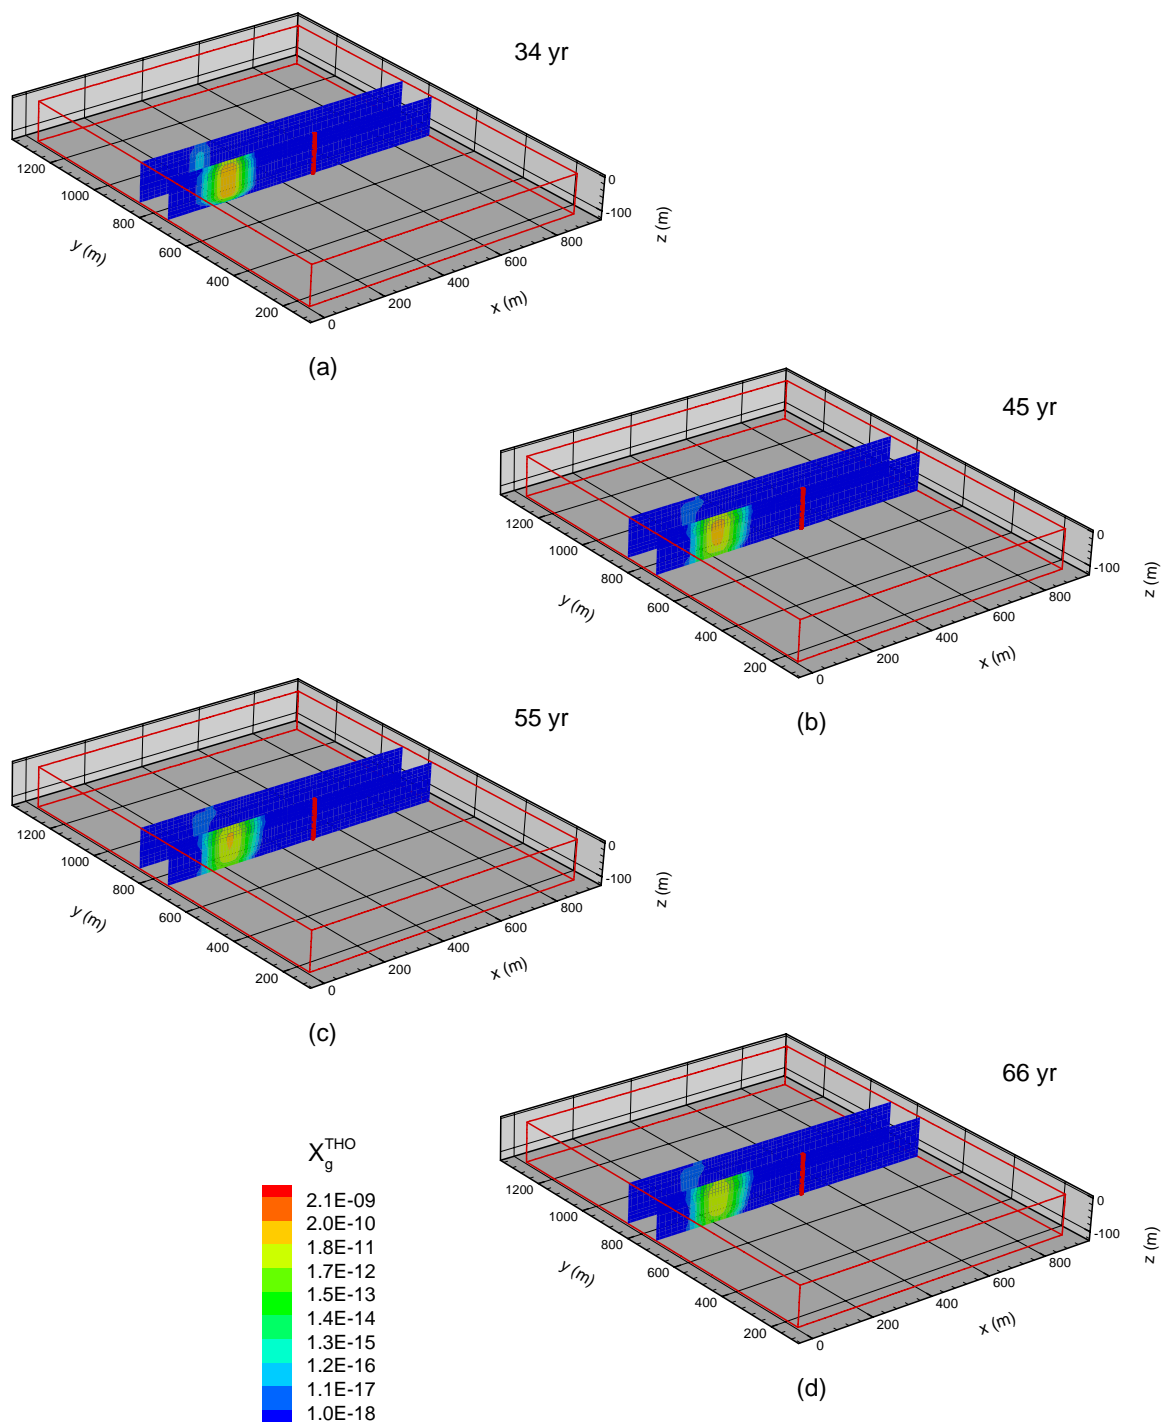 34 yr
0
-100
z (m)
1200
1000
800
600
400
200
y (m)
0
200
400
600
800
x (m)
(a)
45 yr
0
-100
z (m)
1200
1000
800
600
400
200
y (m)
0
200
400
600
800
x (m)
(b)
55 yr
0
-100
z (m)
1200
1000
800
600
400
200
y (m)
0
200
400
600
800
x (m)
(c)
66 yr
0
-100
z (m)
1200
1000
800
600
400
200
y (m)
0
200
400
600
800
x (m)
(d)
X_g^THO
2.1E-09
2.0E-10
1.8E-11
1.7E-12
1.5E-13
1.4E-14
1.3E-15
1.2E-16
1.1E-17
1.0E-18